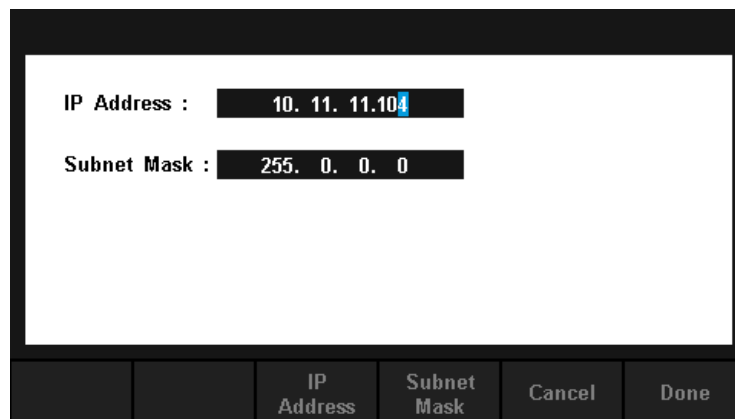 IP Address : 10. 11. 11.104
Subnet Mask : 255. 0. 0. 0
IP Address
Subnet Mask
Cancel
Done